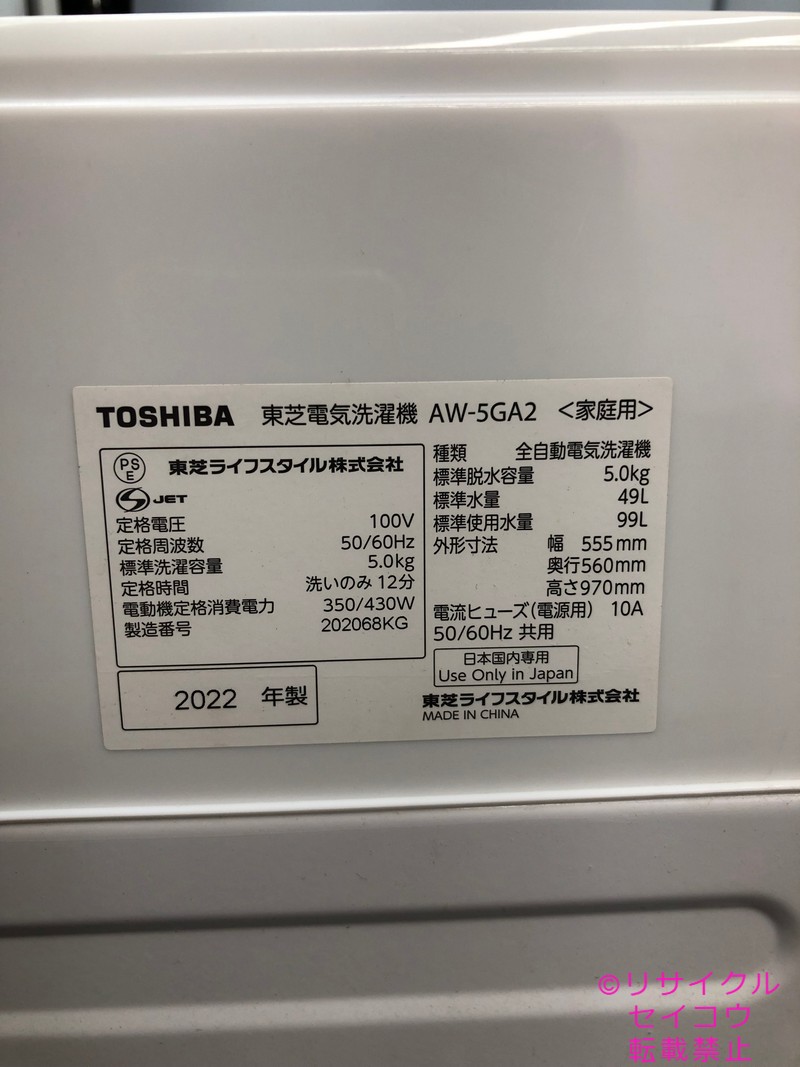 TOSHIBA 東芝電気洗濯機 AW-5GA2 <家庭用>
PS
E
東芝ライフスタイル株式会社
JET
定格電圧 100V
定格周波数 50/60Hz
標準洗濯容量 5.0kg
定格時間 洗いのみ 12分
電動機定格消費電力 350/430W
製造番号 202068KG
2022 年製
種類 全自動電気洗濯機
標準脱水容量 5.0kg
標準水量 49L
標準使用水量 99L
外形寸法 幅 555mm
奥行560mm
高さ970mm
電流ヒューズ(電源用) 10A
50/60Hz 共用
日本国内専用
Use Only in Japan
東芝ライフスタイル株式会社
MADE IN CHINA
©リサイクル
セイコウ
転載禁止